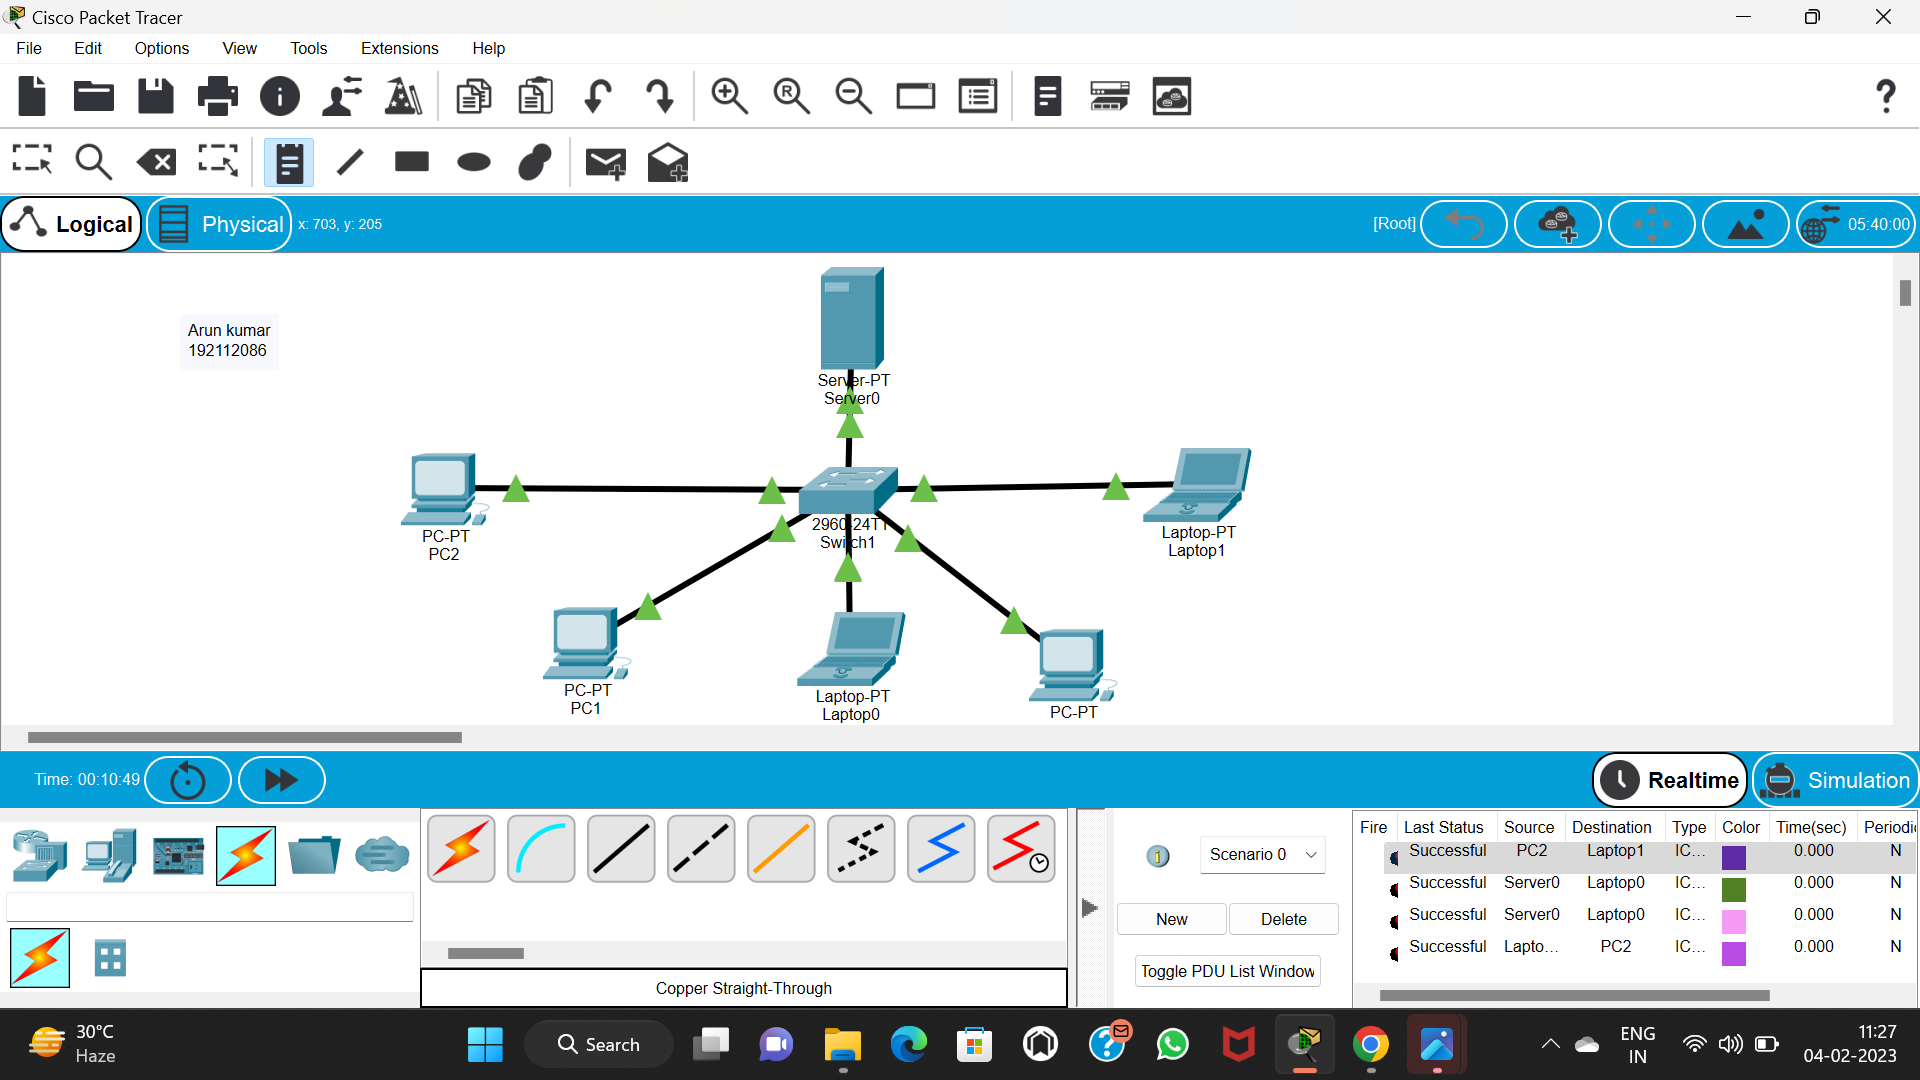 Cisco Packet Tracer
File Edit Options View Tools Extensions Help
Logical Physical x: 703, y: 205 [Root] 05:40:00
Arun kumar
192112086
Server-PT
Server0
PC-PT
PC2
2960-24TT
Switch1
Laptop-PT
Laptop1
PC-PT
PC1
Laptop-PT
Laptop0
PC-PT
Time: 00:10:49 Realtime Simulation
Fire Last Status Source Destination Type Color Time(sec) Periodi
Successful PC2 Laptop1 IC... 0.000 N
Successful Server0 Laptop0 IC... 0.000 N
Successful Server0 Laptop0 IC... 0.000 N
Successful Lapto... PC2 IC... 0.000 N
Scenario 0
New Delete
Toggle PDU List Window
Copper Straight-Through
30°C
Haze
Search
ENG
IN
11:27
04-02-2023